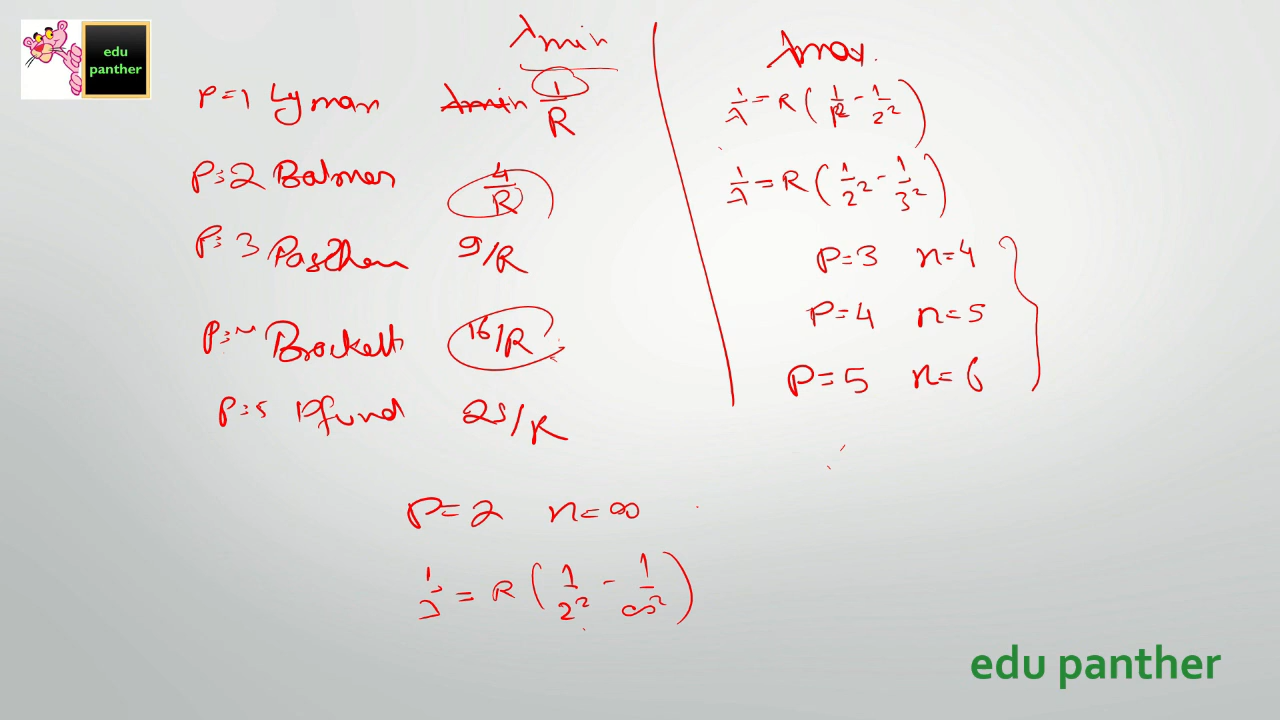 edu
panther
λmin
p=1 Lyman λmin 1/R
p=2 Balmer 4/R
p=3 Paschen 9/R
p=4 Brackett 16/R
p=5 Pfund 25/R
λmax.
1/λ = R ( 1/1² - 1/2² )
1/λ = R ( 1/2² - 1/3² )
p=3 n=4
p=4 n=5
p=5 n=6
p=2 n=∞
1/λ = R ( 1/2² - 1/∞² )
edu panther